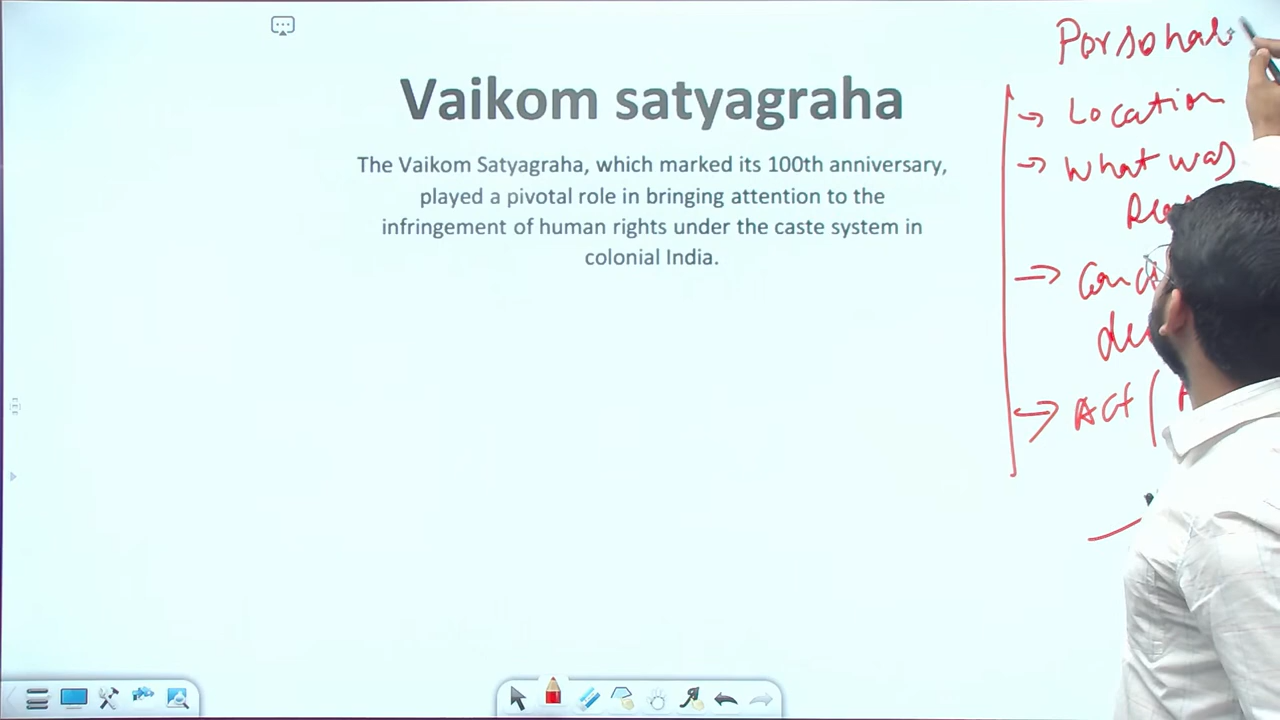 Vaikom satyagraha
The Vaikom Satyagraha, which marked its 100th anniversary,
played a pivotal role in bringing attention to the
infringement of human rights under the caste system in
colonial India.
→ Location
→ What was
→
→ Act (